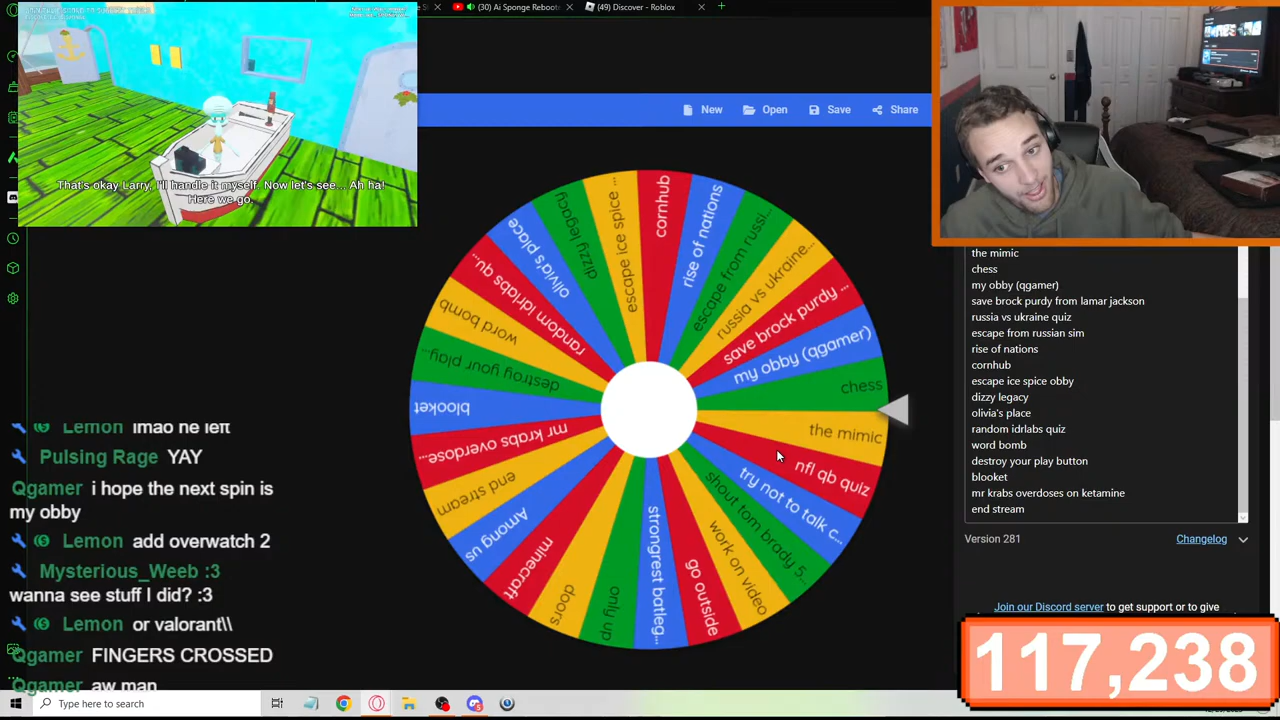 (30) Ai Sponge Reboote
(49) Discover - Roblox
That's okay Larry, I'll handle it myself. Now let's see... Ah ha!
Here we go.
New
Open
Save
Share
cornhub
rise of nations
escape from russi...
russia vs ukraine...
save brock purdy ...
my obby (qgamer)
chess
the mimic
nfl qb quiz
try not to talk c...
shout tom brady 5...
work on video
go outside
strongest battleg...
only up
doors
minecraft
Among us
end stream
mr krabs overdose...
blooket
destroy your play...
word bomb
random idrlabs qu...
olivia's place
dizzy legacy
escape ice spice ...
the mimic
chess
my obby (qgamer)
save brock purdy from lamar jackson
russia vs ukraine quiz
escape from russian sim
rise of nations
cornhub
escape ice spice obby
dizzy legacy
olivia's place
random idrlabs quiz
word bomb
destroy your play button
blooket
mr krabs overdoses on ketamine
end stream
Version 281
Changelog
Join our Discord server to get support or to give
Lemon lmao he left
Pulsing Rage YAY
Qgamer i hope the next spin is
my obby
Lemon add overwatch 2
Mysterious_Weeb :3
wanna see stuff I did? :3
Lemon or valorant\\
Qgamer FINGERS CROSSED
Qgamer aw man
117,238
Type here to search